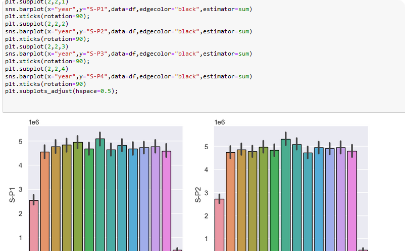 plt.subplot(2,2,1)
sns.barplot(x="year",y="S-P1",data=df,edgecolor="black",estimator=sum)
plt.xticks(rotation=90);
plt.subplot(2,2,2)
sns.barplot(x="year",y="S-P2",data=df,edgecolor="black",estimator=sum)
plt.xticks(rotation=90);
plt.subplot(2,2,3)
sns.barplot(x="year",y="S-P3",data=df,edgecolor="black",estimator=sum)
plt.xticks(rotation=90);
plt.subplot(2,2,4)
sns.barplot(x="year",y="S-P4",data=df,edgecolor="black",estimator=sum)
plt.xticks(rotation=90)
plt.subplots_adjust(hspace=0.5);
1e6
5
4
3
2
1
S-P1
1e6
5
4
3
2
1
S-P2